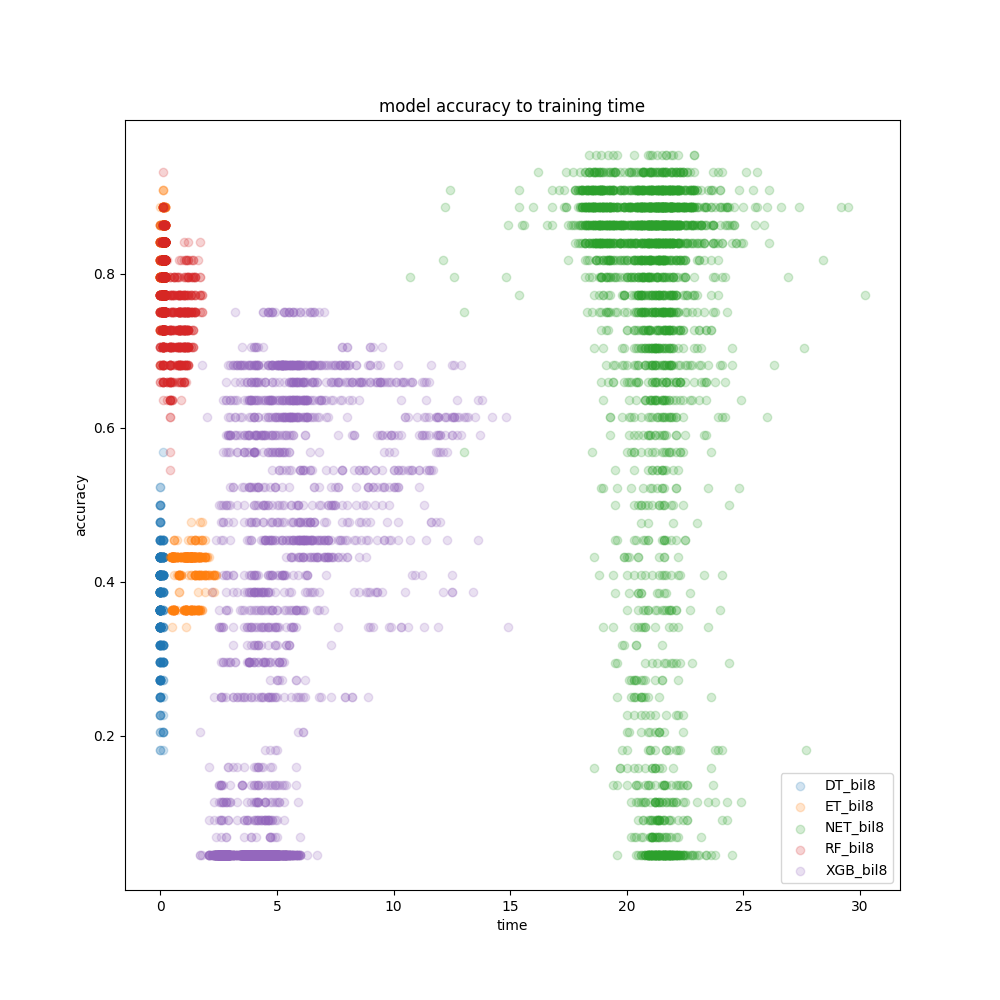 model accuracy to training time
accuracy
0.8
0.6
0.4
0.2
0 5 10 15 20 25 30
time
DT_bil8
ET_bil8
NET_bil8
RF_bil8
XGB_bil8